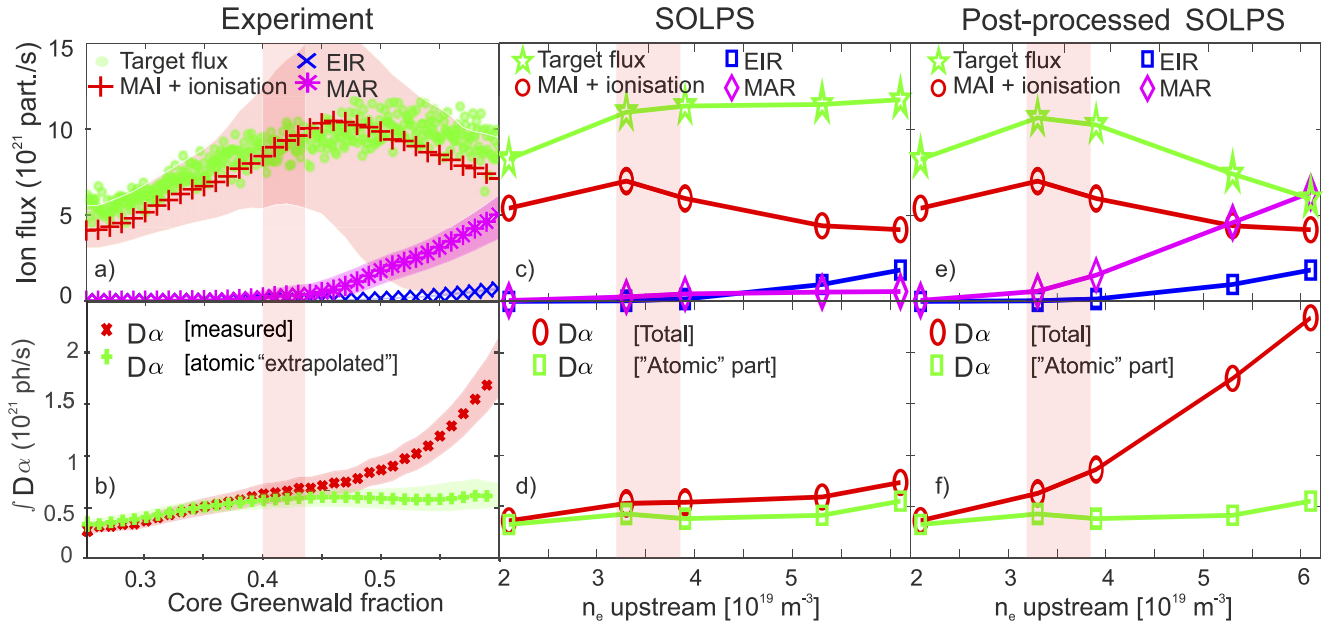 Experiment
SOLPS
Post-processed SOLPS
Ion flux (10²¹ part./s)
15
10
5
0
Target flux
MAI + ionisation
EIR
MAR
a)
Target flux
MAI + ionisation
EIR
MAR
c)
Target flux
MAI + ionisation
EIR
MAR
e)
∫ Dα (10²¹ ph/s)
2
1.5
1
0.5
0
Dα [measured]
Dα [atomic "extrapolated"]
b)
Dα [Total]
Dα ["Atomic" part]
d)
Dα [Total]
Dα ["Atomic" part]
f)
0.3 0.4 0.5
Core Greenwald fraction
2 3 4 5
nₑ upstream [10¹⁹ m⁻³]
2 3 4 5 6
nₑ upstream [10¹⁹ m⁻³]